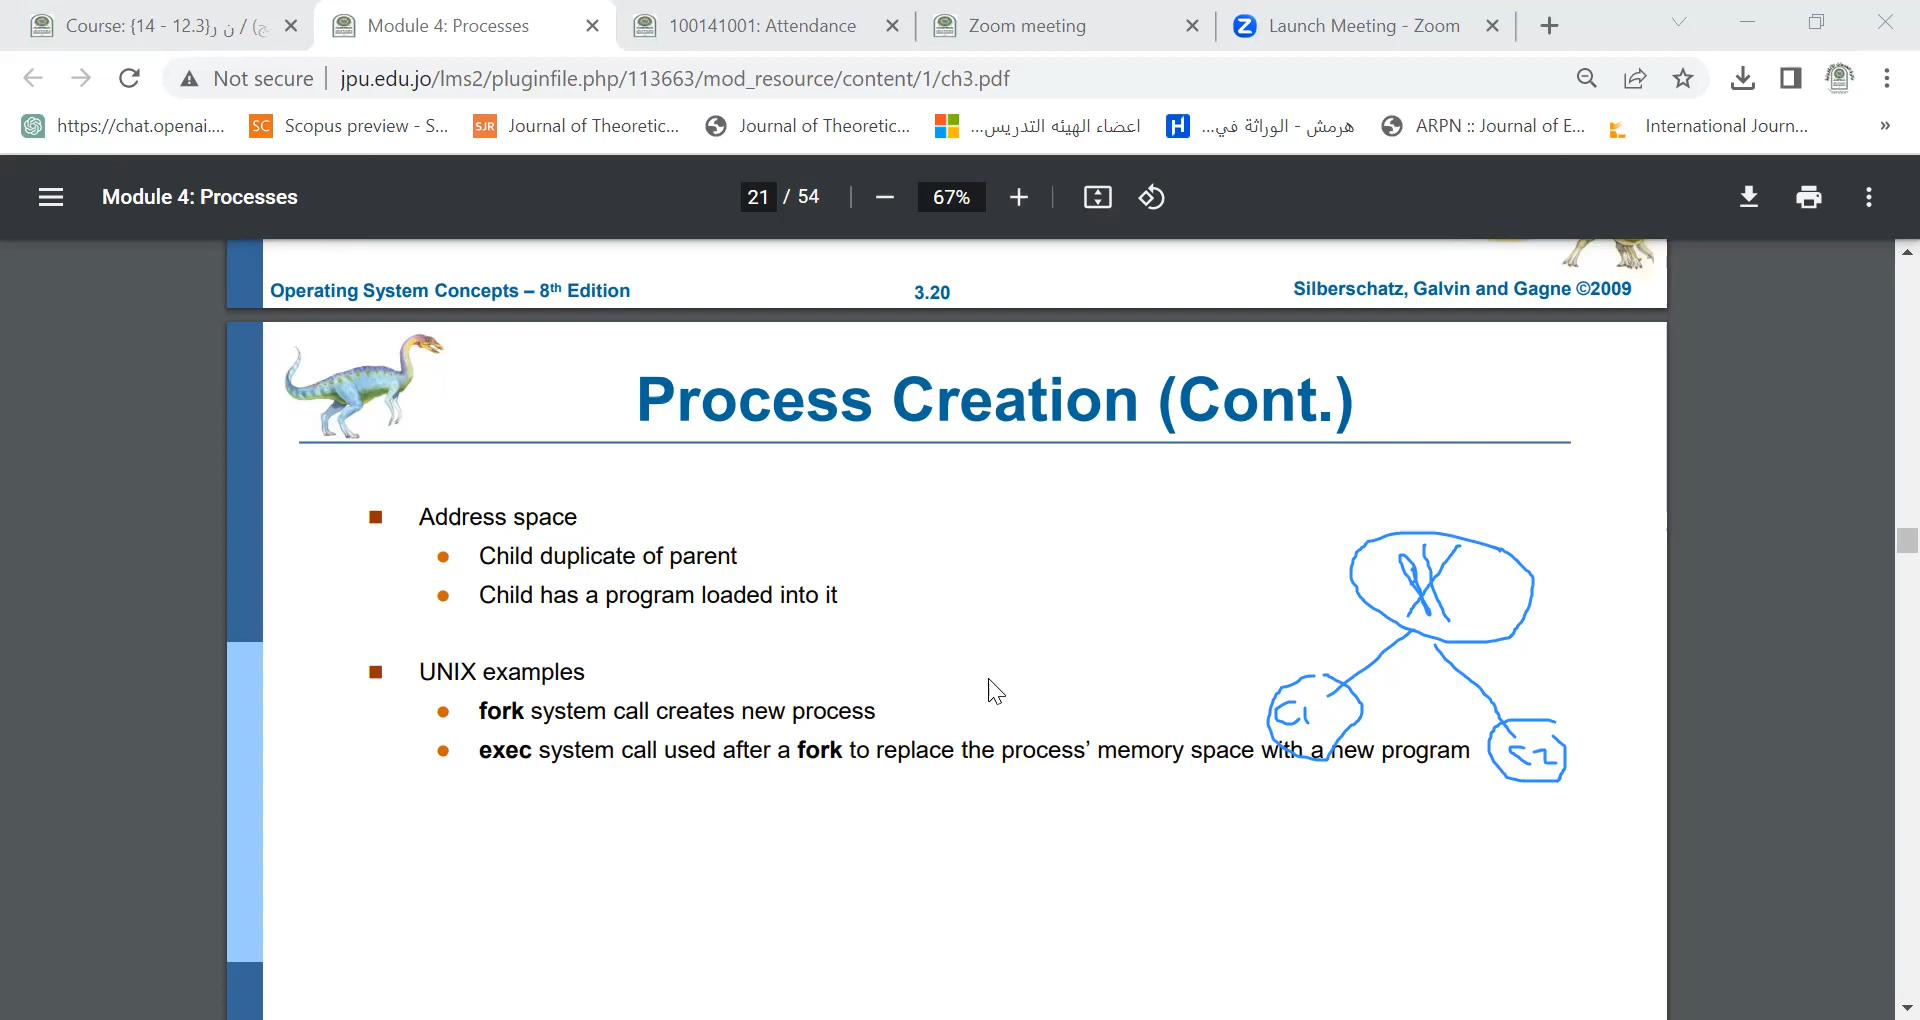 Course: {14 - 12.3}
Module 4: Processes
100141001: Attendance
Zoom meeting
Launch Meeting - Zoom
Not secure
jpu.edu.jo/lms2/pluginfile.php/113663/mod_resource/content/1/ch3.pdf
https://chat.openai....
SC
Scopus preview - S...
SJR
Journal of Theoretic...
Journal of Theoretic...
اعضاء الهيئه التدريس...
H
هرمش - الوراثة في...
ARPN :: Journal of E...
International Journ...
»
Module 4: Processes
21 / 54
67%
Operating System Concepts – 8th Edition
3.20
Silberschatz, Galvin and Gagne ©2009
Process Creation (Cont.)
Address space
Child duplicate of parent
Child has a program loaded into it
UNIX examples
fork system call creates new process
exec system call used after a fork to replace the process’ memory space with a new program
C1
C2